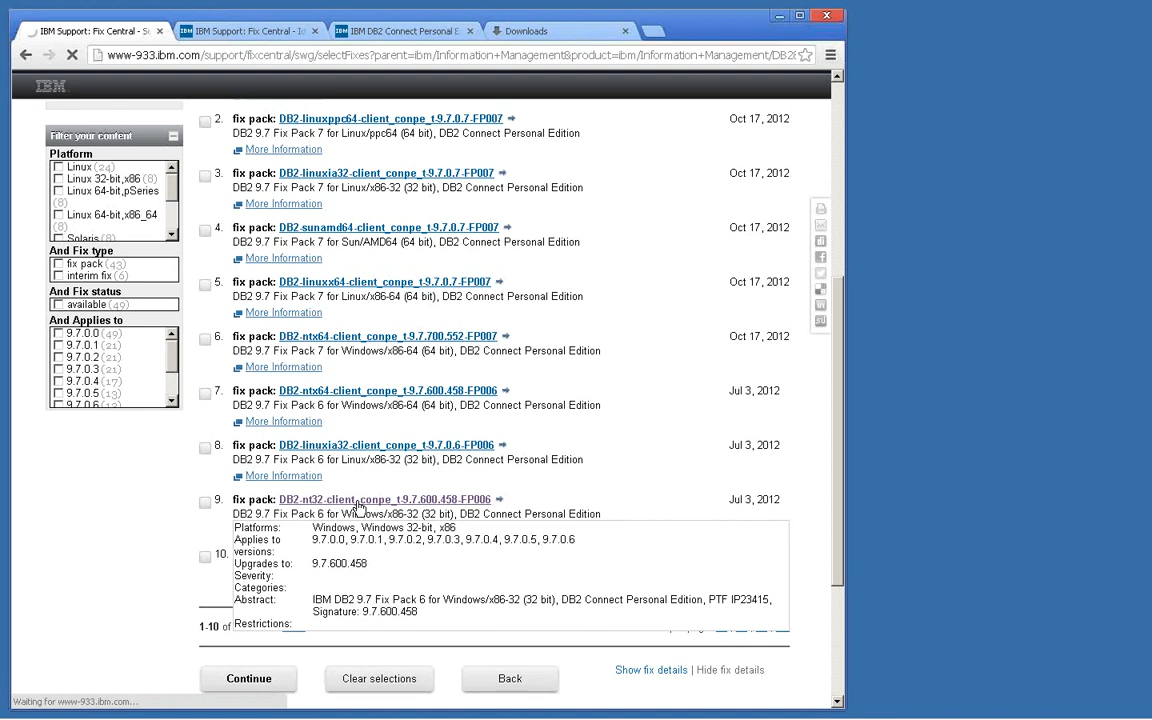 IBM Support: Fix Central - Se
IBM Support: Fix Central - Id
IBM DB2 Connect Personal E
Downloads
www-933.ibm.com/support/fixcentral/swg/selectFixes?parent=ibm/Information+Management&product=ibm/Information+Management/DB2&
IBM
Filter your content
Platform
Linux (24)
Linux 32-bit,x86 (8)
Linux 64-bit,pSeries
(8)
Linux 64-bit,x86_64
(8)
Solaris (8)
And Fix type
fix pack (43)
interim fix (6)
And Fix status
available (49)
And Applies to
9.7.0.0 (49)
9.7.0.1 (21)
9.7.0.2 (21)
9.7.0.3 (21)
9.7.0.4 (17)
9.7.0.5 (13)
9.7.0.6 (12)
2. fix pack: DB2-linuxppc64-client_conpe_t-9.7.0.7-FP007 Oct 17, 2012
DB2 9.7 Fix Pack 7 for Linux/ppc64 (64 bit), DB2 Connect Personal Edition
More Information
3. fix pack: DB2-linuxia32-client_conpe_t-9.7.0.7-FP007 Oct 17, 2012
DB2 9.7 Fix Pack 7 for Linux/x86-32 (32 bit), DB2 Connect Personal Edition
More Information
4. fix pack: DB2-sunamd64-client_conpe_t-9.7.0.7-FP007 Oct 17, 2012
DB2 9.7 Fix Pack 7 for Sun/AMD64 (64 bit), DB2 Connect Personal Edition
More Information
5. fix pack: DB2-linuxx64-client_conpe_t-9.7.0.7-FP007 Oct 17, 2012
DB2 9.7 Fix Pack 7 for Linux/x86-64 (64 bit), DB2 Connect Personal Edition
More Information
6. fix pack: DB2-ntx64-client_conpe_t-9.7.700.552-FP007 Oct 17, 2012
DB2 9.7 Fix Pack 7 for Windows/x86-64 (64 bit), DB2 Connect Personal Edition
More Information
7. fix pack: DB2-ntx64-client_conpe_t-9.7.600.458-FP006 Jul 3, 2012
DB2 9.7 Fix Pack 6 for Windows/x86-64 (64 bit), DB2 Connect Personal Edition
More Information
8. fix pack: DB2-linuxia32-client_conpe_t-9.7.0.6-FP006 Jul 3, 2012
DB2 9.7 Fix Pack 6 for Linux/x86-32 (32 bit), DB2 Connect Personal Edition
More Information
9. fix pack: DB2-nt32-client_conpe_t-9.7.600.458-FP006 Jul 3, 2012
DB2 9.7 Fix Pack 6 for Windows/x86-32 (32 bit), DB2 Connect Personal Edition
Platforms: Windows, Windows 32-bit, x86
Applies to 9.7.0.0, 9.7.0.1, 9.7.0.2, 9.7.0.3, 9.7.0.4, 9.7.0.5, 9.7.0.6
versions:
10.
Upgrades to: 9.7.600.458
Severity:
Categories:
Abstract: IBM DB2 9.7 Fix Pack 6 for Windows/x86-32 (32 bit), DB2 Connect Personal Edition, PTF IP23415,
Signature: 9.7.600.458
Restrictions:
1-10 of
Show fix details | Hide fix details
Continue Clear selections Back
Waiting for www-933.ibm.com...